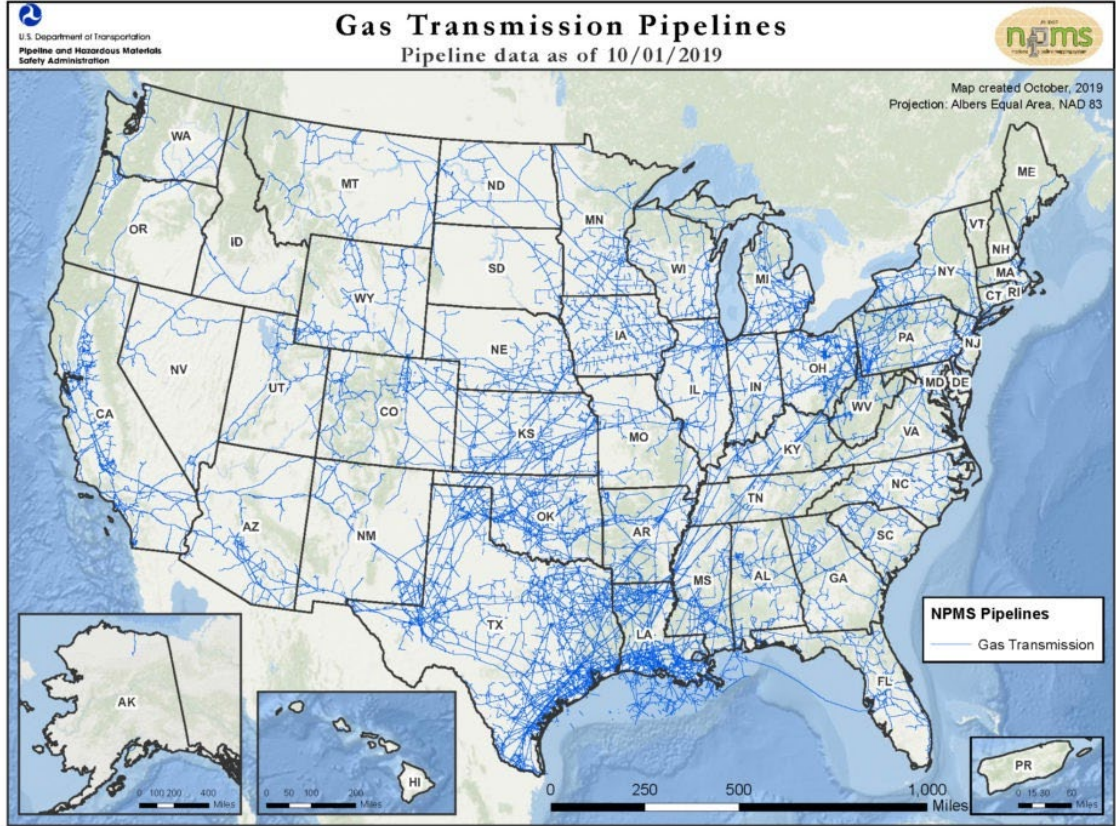 U.S. Department of Transportation
Pipeline and Hazardous Materials
Safety Administration
Gas Transmission Pipelines
Pipeline data as of 10/01/2019
npms
Map created October, 2019
Projection: Albers Equal Area, NAD 83
WA
MT
ND
MN
ME
OR
ID
SD
WI
MI
VT
NH
NY
MA
CT
RI
WY
IA
NE
PA
NJ
NV
UT
CO
IL
IN
OH
MD
DE
WV
CA
KS
MO
KY
VA
AZ
NM
OK
AR
TN
NC
SC
TX
LA
MS
AL
GA
FL
NPMS Pipelines
Gas Transmission
AK
0 100 200 400
Miles
HI
0 50 100 200
Miles
0 250 500 1,000
Miles
PR
0 15 30 60
Miles